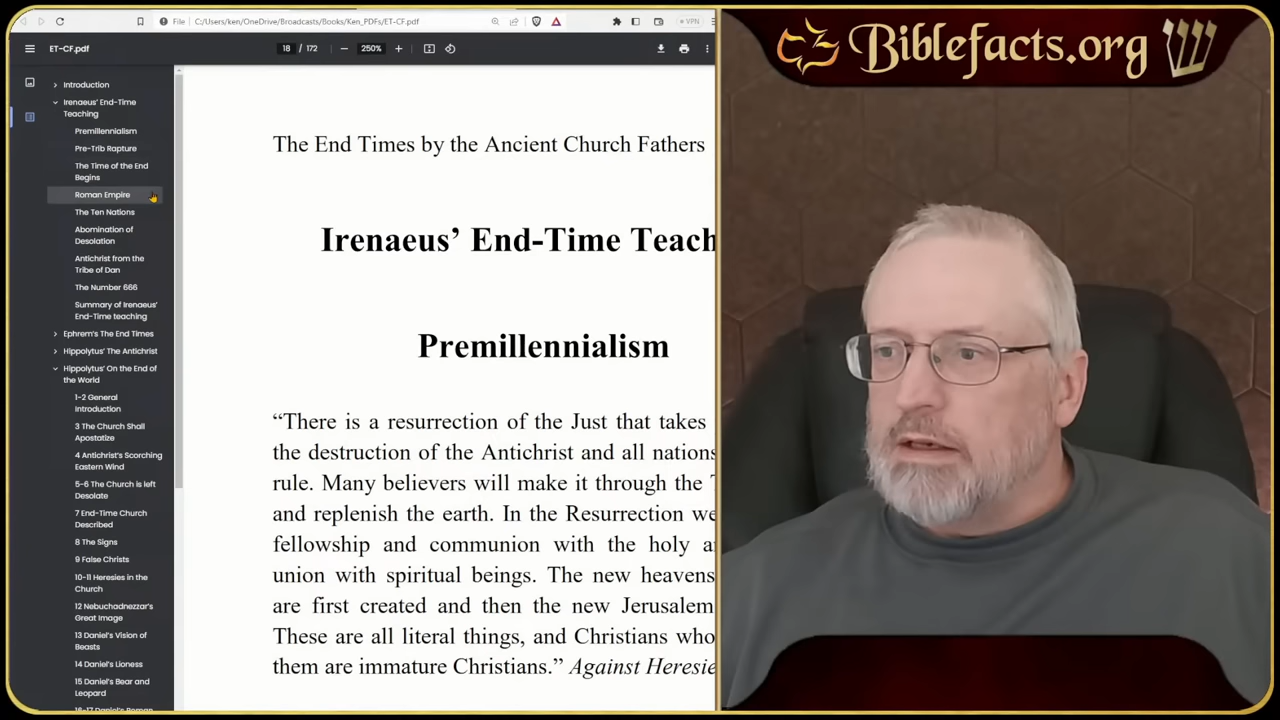 File
C:/Users/ken/OneDrive/Broadcasts/Books/Ken_PDFs/ET-CF.pdf
VPN
ET-CF.pdf
18 / 172
250%
Introduction
Irenaeus' End-Time
Teaching
Premillennialism
Pre-Trib Rapture
The Time of the End
Begins
Roman Empire
The Ten Nations
Abomination of
Desolation
Antichrist from the
Tribe of Dan
The Number 666
Summary of Irenaeus'
End-Time teaching
Ephrem's The End Times
Hippolytus' The Antichrist
Hippolytus' On the End of
the World
1-2 General
Introduction
3 The Church Shall
Apostatize
4 Antichrist's Scorching
Eastern Wind
5-6 The Church is left
Desolate
7 End-Time Church
Described
8 The Signs
9 False Christs
10-11 Heresies in the
Church
12 Nebuchadnezzar's
Great Image
13 Daniel's Vision of
Beasts
14 Daniel's Lioness
15 Daniel's Bear and
Leopard
16-17 Daniel's Roman
The End Times by the Ancient Church Fathers
Irenaeus' End-Time Teach
Premillennialism
“There is a resurrection of the Just that takes
the destruction of the Antichrist and all nations
rule. Many believers will make it through the T
and replenish the earth. In the Resurrection we
fellowship and communion with the holy a
union with spiritual beings. The new heavens
are first created and then the new Jerusalem
These are all literal things, and Christians who
them are immature Christians.” Against Heresie
Biblefacts.org
ש